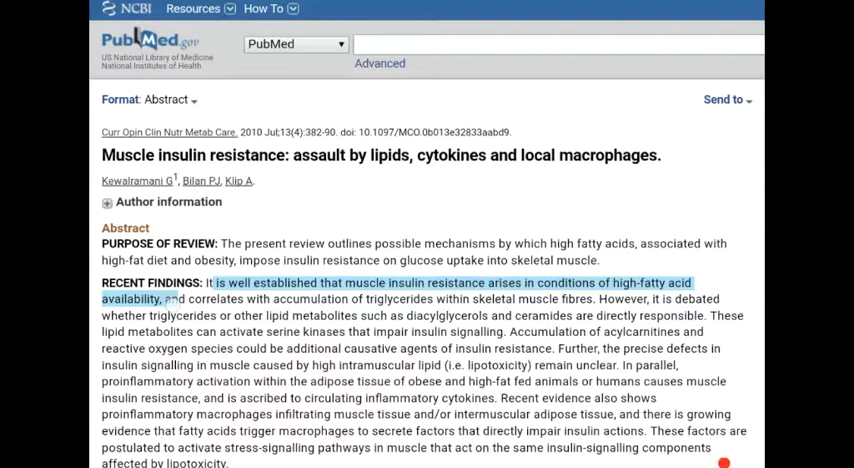 NCBI Resources How To
PubMed.gov
US National Library of Medicine
National Institutes of Health
PubMed
Advanced
Format: Abstract
Send to
Curr Opin Clin Nutr Metab Care. 2010 Jul;13(4):382-90. doi: 10.1097/MCO.0b013e32833aabd9.
Muscle insulin resistance: assault by lipids, cytokines and local macrophages.
Kewalramani G1, Bilan PJ, Klip A.
Author information
Abstract
PURPOSE OF REVIEW: The present review outlines possible mechanisms by which high fatty acids, associated with
high-fat diet and obesity, impose insulin resistance on glucose uptake into skeletal muscle.
RECENT FINDINGS: It is well established that muscle insulin resistance arises in conditions of high-fatty acid
availability, and correlates with accumulation of triglycerides within skeletal muscle fibres. However, it is debated
whether triglycerides or other lipid metabolites such as diacylglycerols and ceramides are directly responsible. These
lipid metabolites can activate serine kinases that impair insulin signalling. Accumulation of acylcarnitines and
reactive oxygen species could be additional causative agents of insulin resistance. Further, the precise defects in
insulin signalling in muscle caused by high intramuscular lipid (i.e. lipotoxicity) remain unclear. In parallel,
proinflammatory activation within the adipose tissue of obese and high-fat fed animals or humans causes muscle
insulin resistance, and is ascribed to circulating inflammatory cytokines. Recent evidence also shows
proinflammatory macrophages infiltrating muscle tissue and/or intermuscular adipose tissue, and there is growing
evidence that fatty acids trigger macrophages to secrete factors that directly impair insulin actions. These factors are
postulated to activate stress-signalling pathways in muscle that act on the same insulin-signalling components
affected by lipotoxicity.